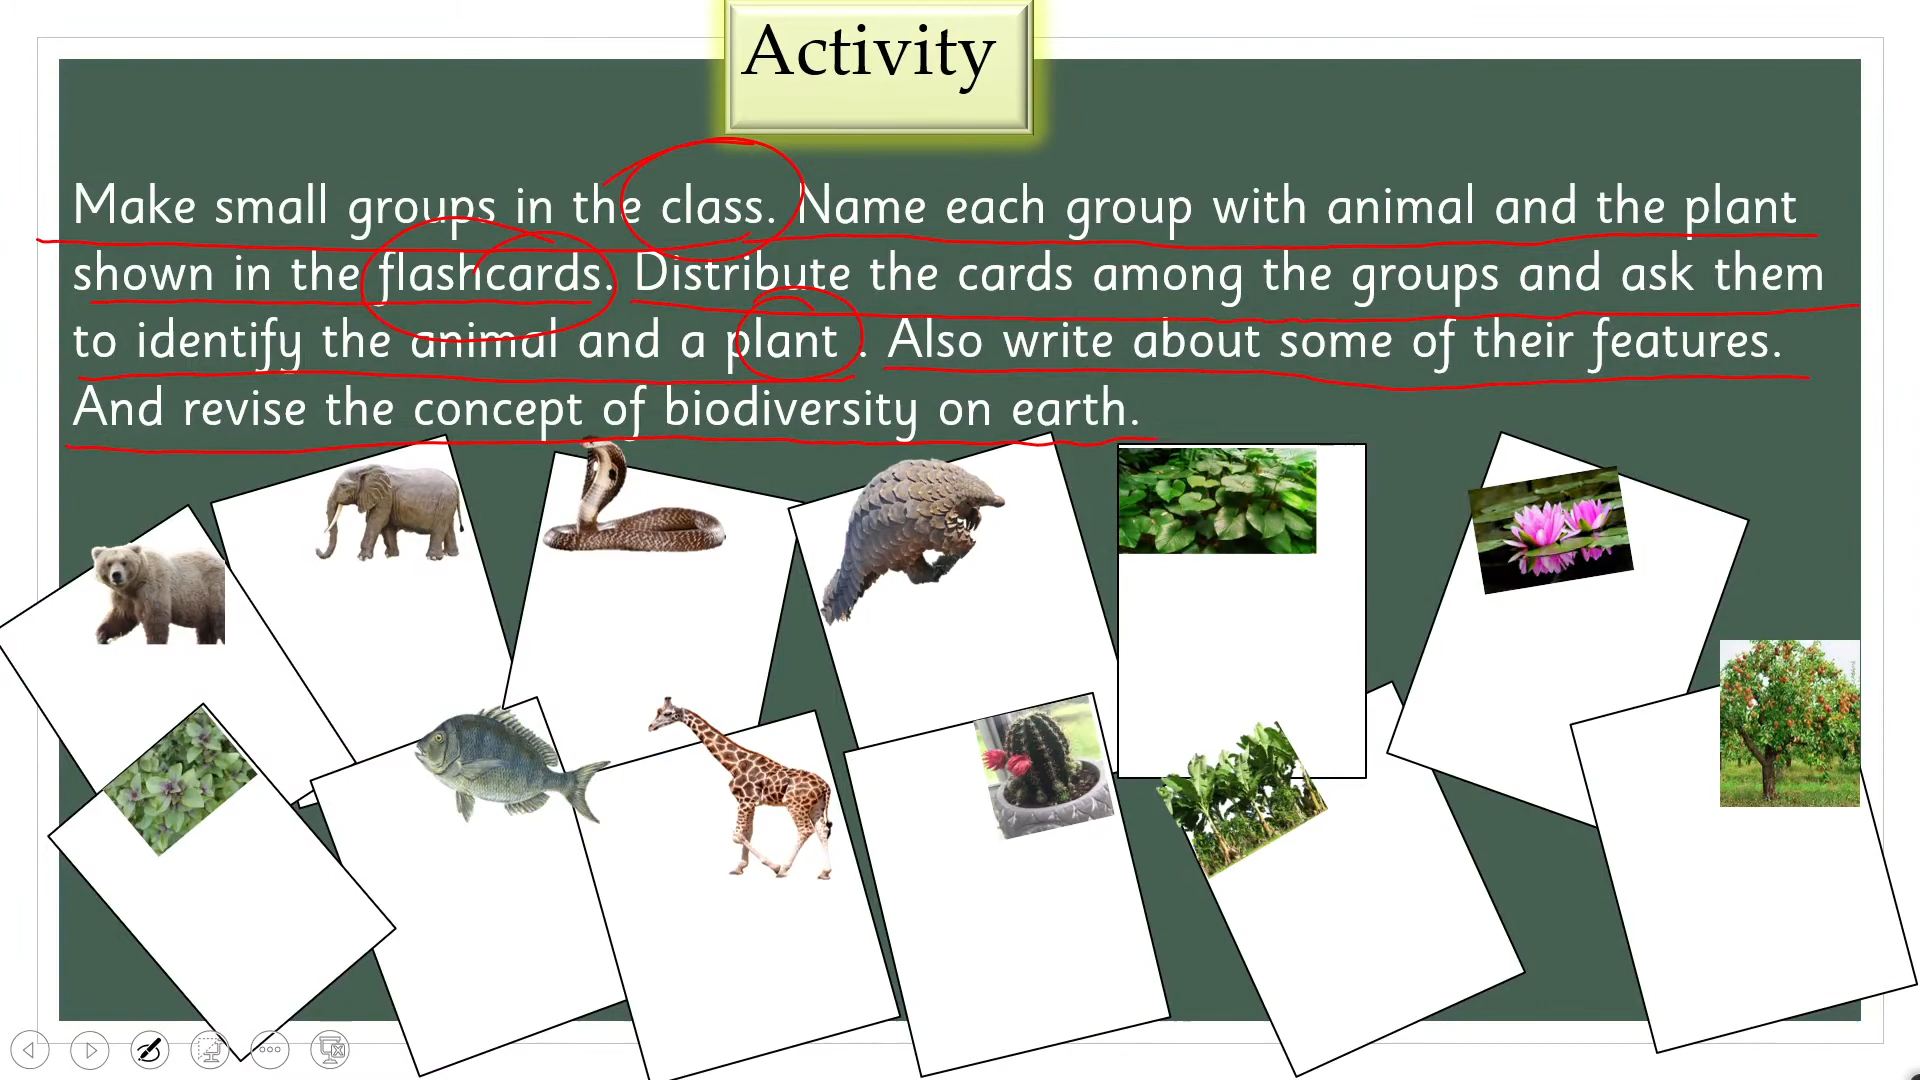 Activity
Make small groups in the class. Name each group with animal and the plant
shown in the flashcards. Distribute the cards among the groups and ask them
to identify the animal and a plant . Also write about some of their features.
And revise the concept of biodiversity on earth.